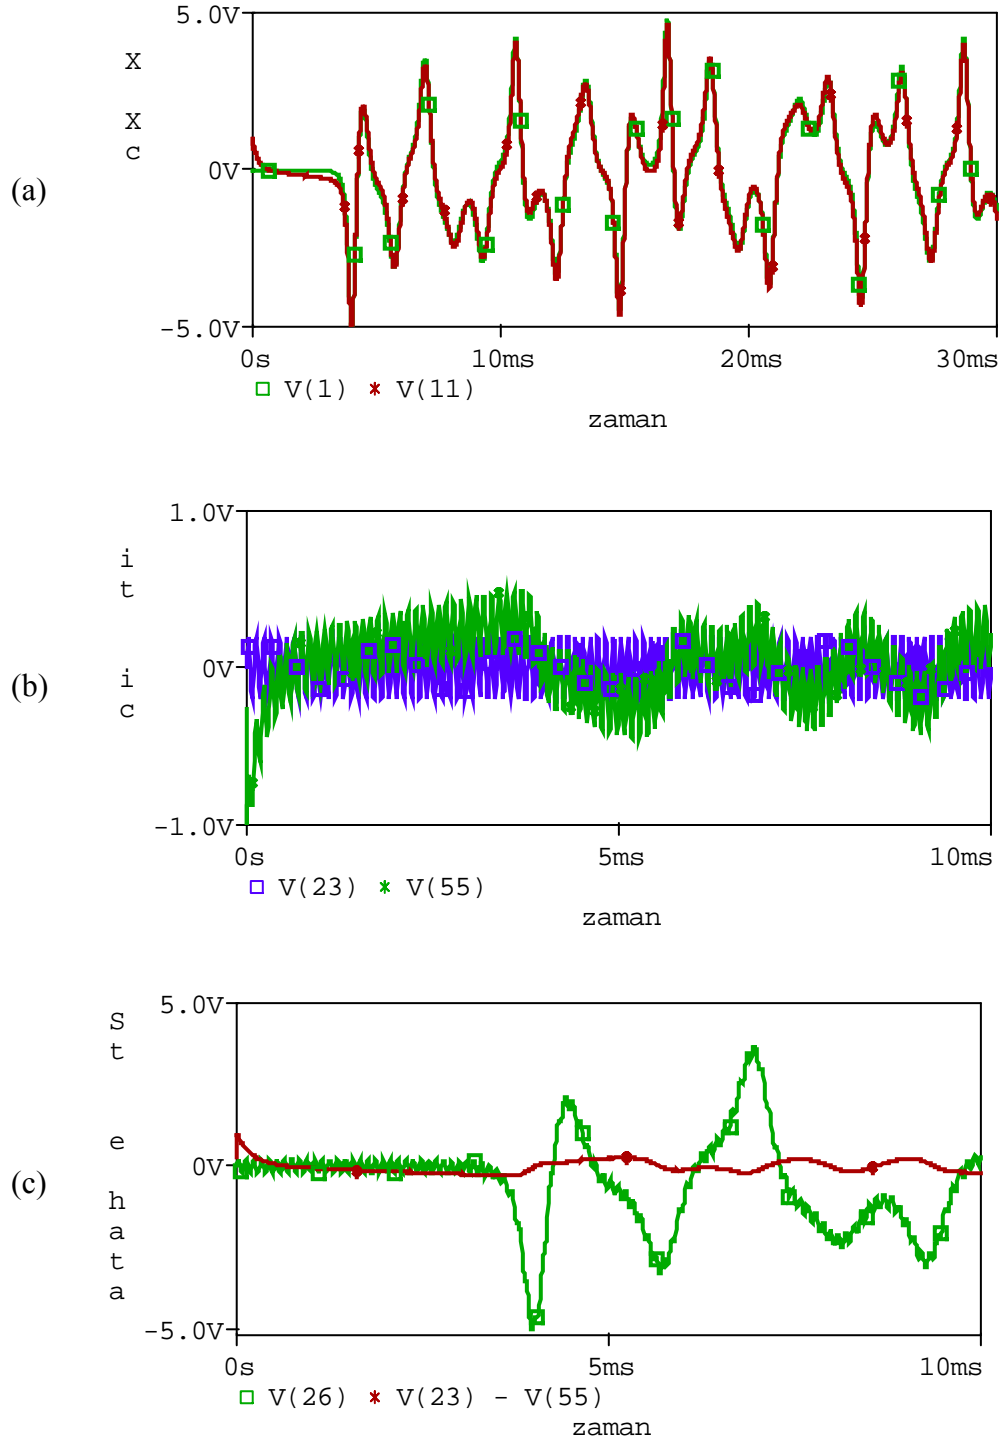 (a)
X
X
c
5.0V
0V
-5.0V
0s 10ms 20ms 30ms
V(1) V(11)
zaman
(b)
i
t
i
c
1.0V
0V
-1.0V
0s 5ms 10ms
V(23) V(55)
zaman
(c)
S
t
e
h
a
t
a
5.0V
0V
-5.0V
0s 5ms 10ms
V(26) V(23) - V(55)
zaman